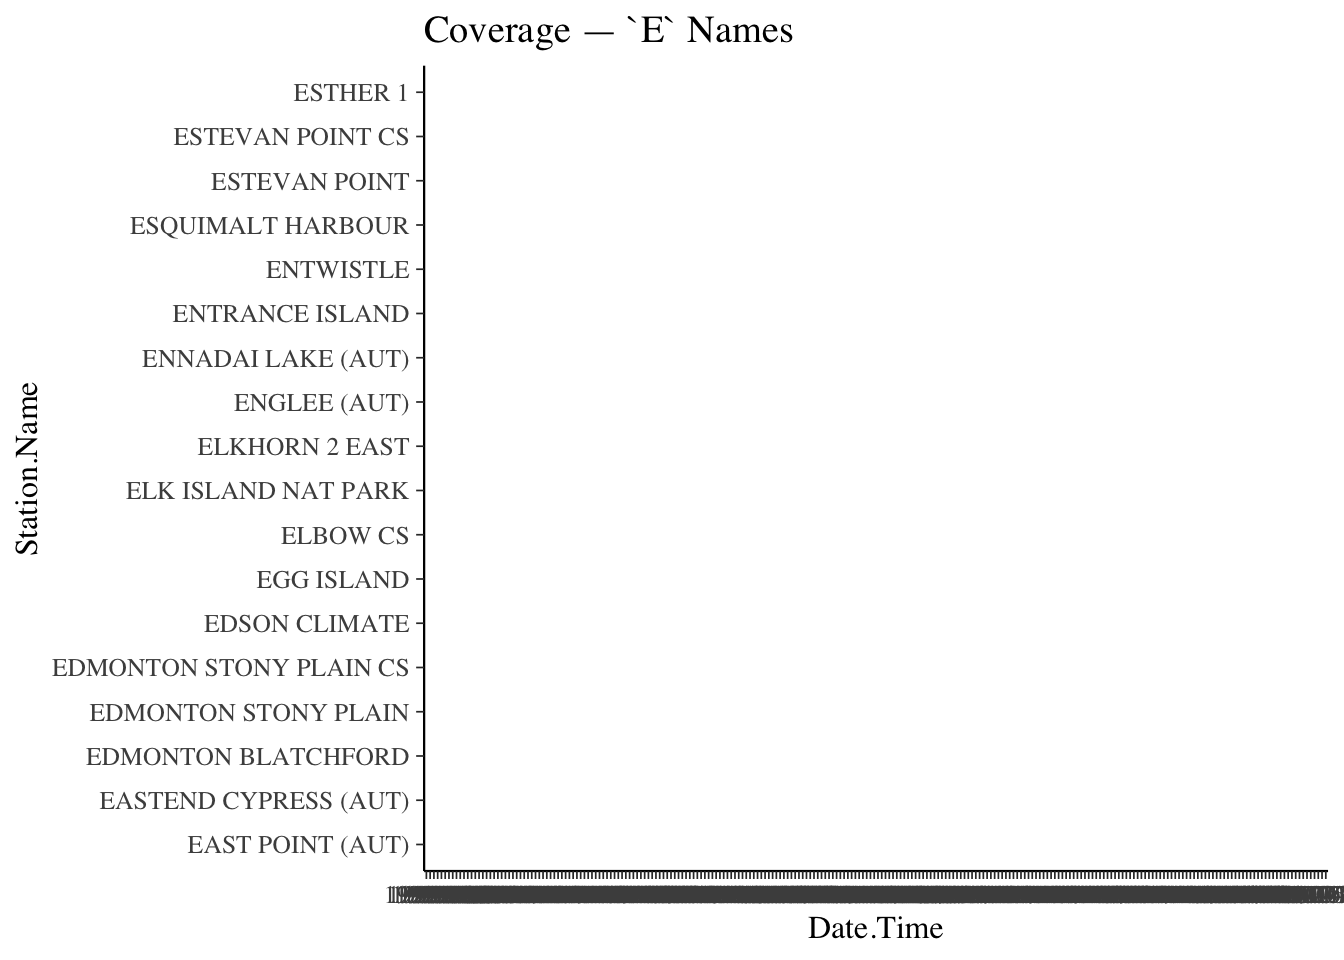 Coverage — `E` Names
ESTHER 1
ESTEVAN POINT CS
ESTEVAN POINT
ESQUIMALT HARBOUR
ENTWISTLE
ENTRANCE ISLAND
ENNADAI LAKE (AUT)
ENGLEE (AUT)
ELKHORN 2 EAST
ELK ISLAND NAT PARK
ELBOW CS
EGG ISLAND
EDSON CLIMATE
EDMONTON STONY PLAIN CS
EDMONTON STONY PLAIN
EDMONTON BLATCHFORD
EASTEND CYPRESS (AUT)
EAST POINT (AUT)
Station.Name
Date.Time